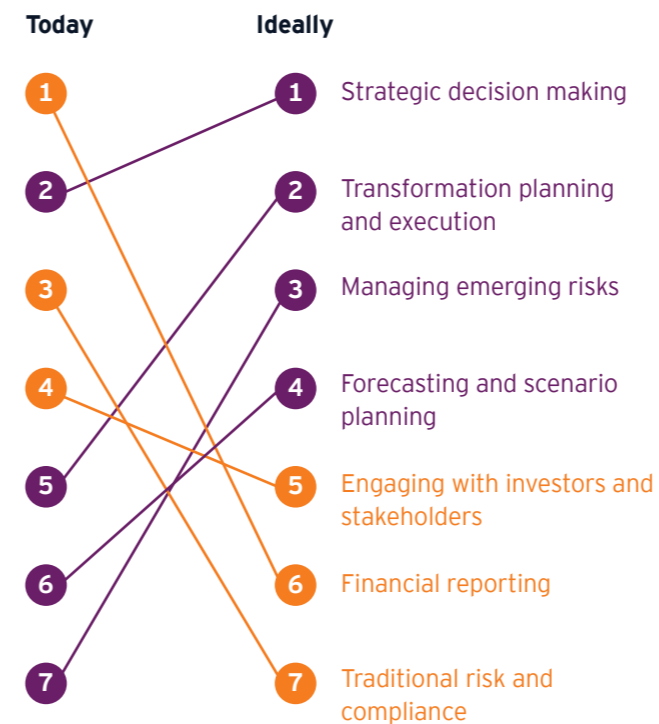 Today Ideally
1 1 Strategic decision making
2 2 Transformation planning
and execution
3 3 Managing emerging risks
4 4 Forecasting and scenario
planning
5 5 Engaging with investors and
stakeholders
6 6 Financial reporting
7 7 Traditional risk and
compliance